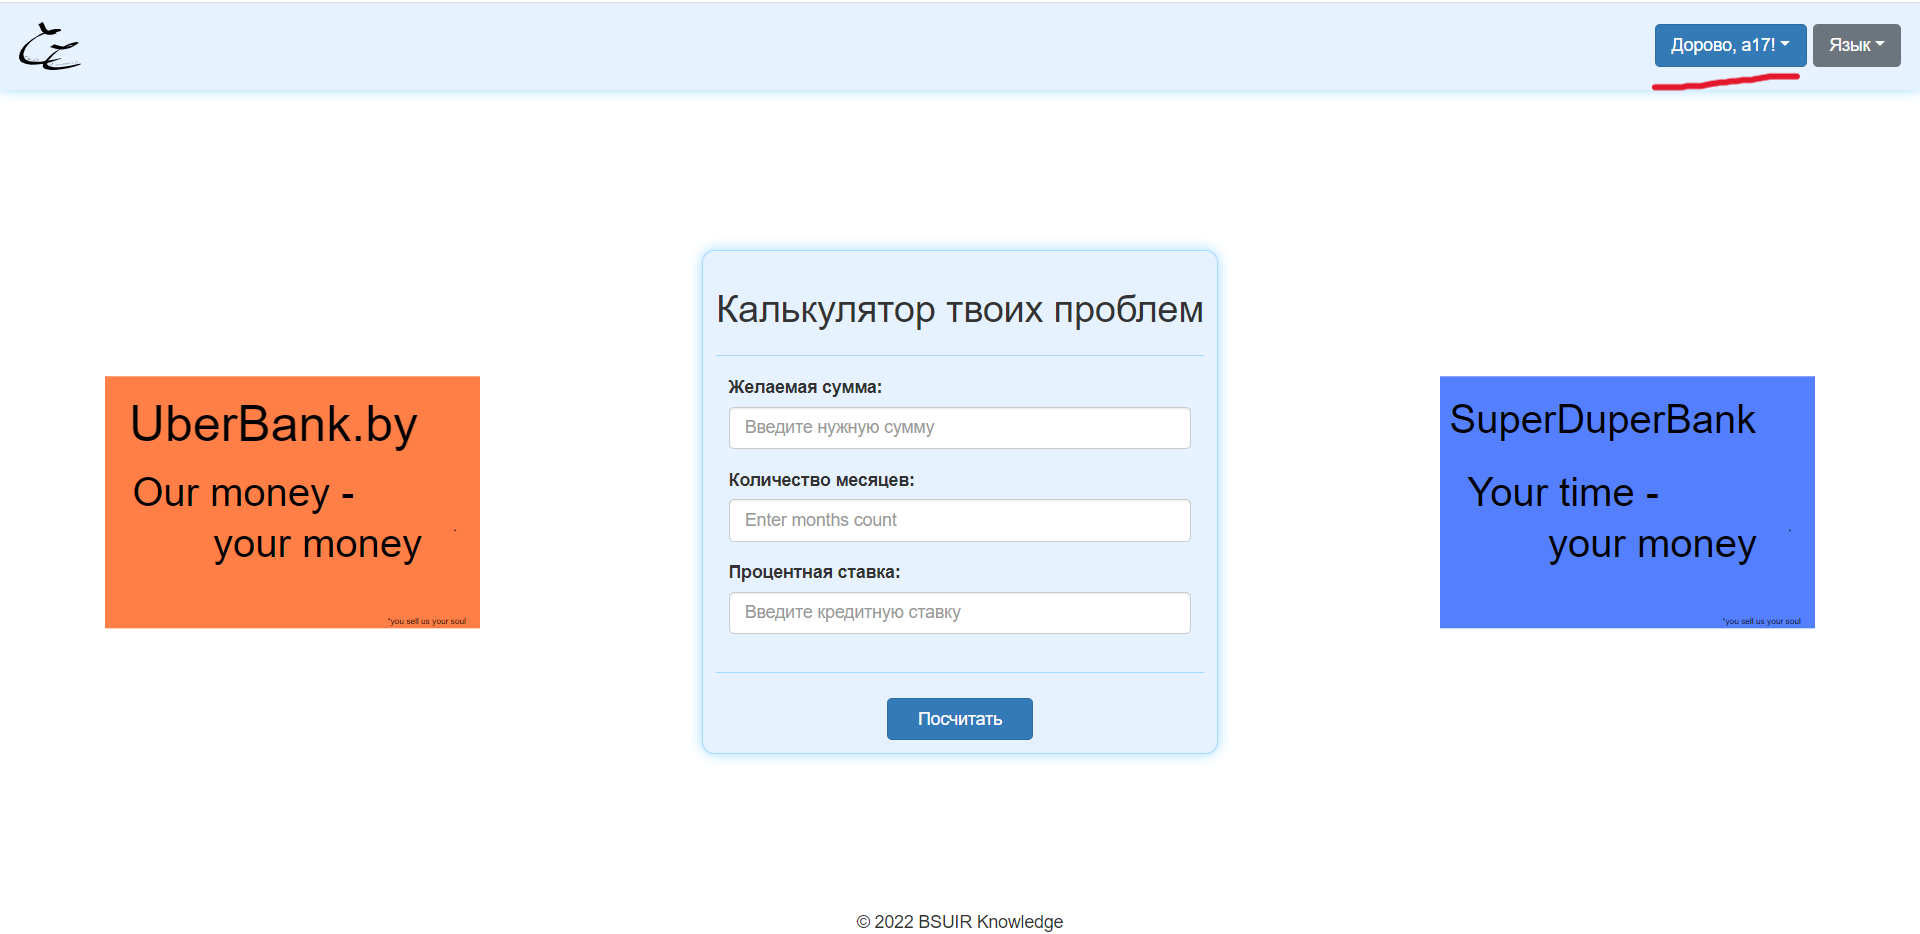 Дорово, a17!
Язык
Калькулятор твоих проблем
Желаемая сумма:
Введите нужную сумму
Количество месяцев:
Enter months count
Процентная ставка:
Введите кредитную ставку
Посчитать
UberBank.by
Our money -
your money
*you sell us your soul
SuperDuperBank
Your time -
your money
*you sell us your soul
© 2022 BSUIR Knowledge